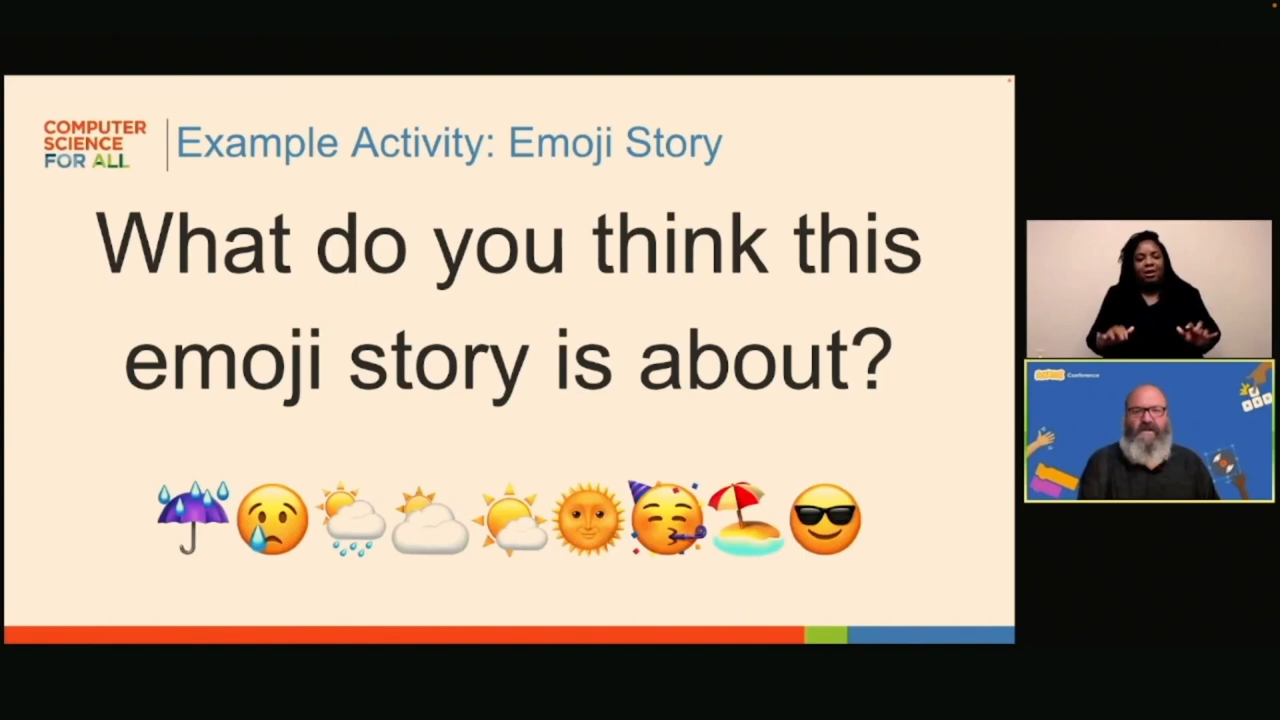 COMPUTER
SCIENCE
FOR ALL
Example Activity: Emoji Story
What do you think this
emoji story is about?
Conference